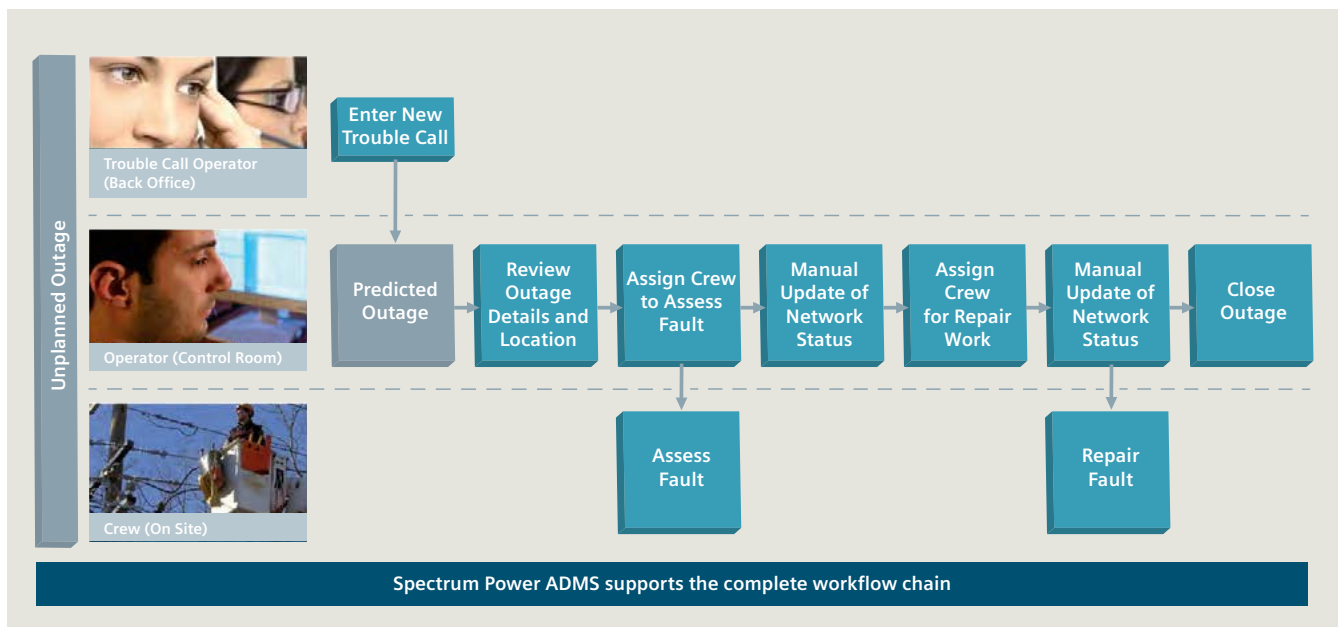 Unplanned Outage
Trouble Call Operator
(Back Office)
Enter New
Trouble Call
Operator (Control Room)
Predicted
Outage
Review
Outage
Details and
Location
Assign Crew
to Assess
Fault
Manual
Update of
Network
Status
Assign
Crew
for Repair
Work
Manual
Update of
Network
Status
Close
Outage
Crew (On Site)
Assess
Fault
Repair
Fault
Spectrum Power ADMS supports the complete workflow chain